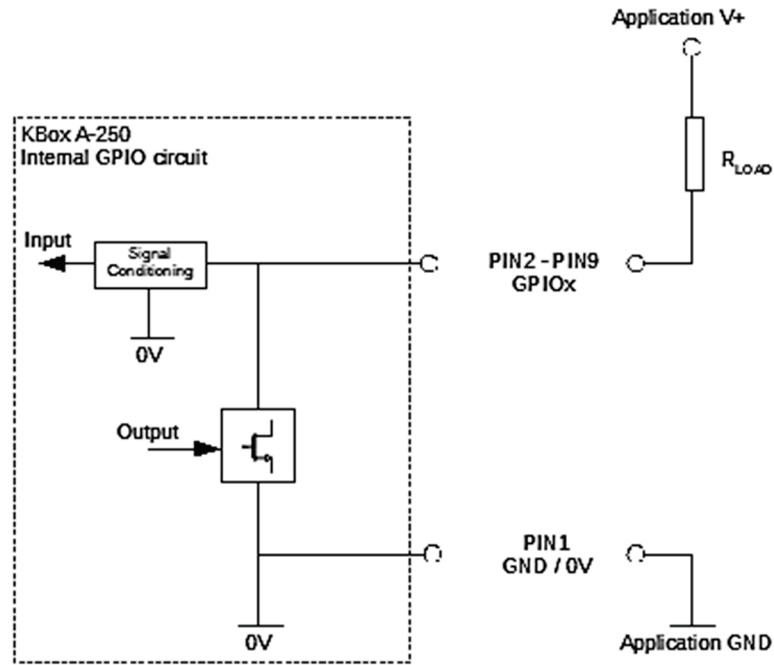 Application V+
KBox A-250
Internal GPIO circuit
R_LOAD
Input
Signal
Conditioning
PIN2 - PIN9
GPIOx
0V
Output
PIN1
GND / 0V
0V
Application GND